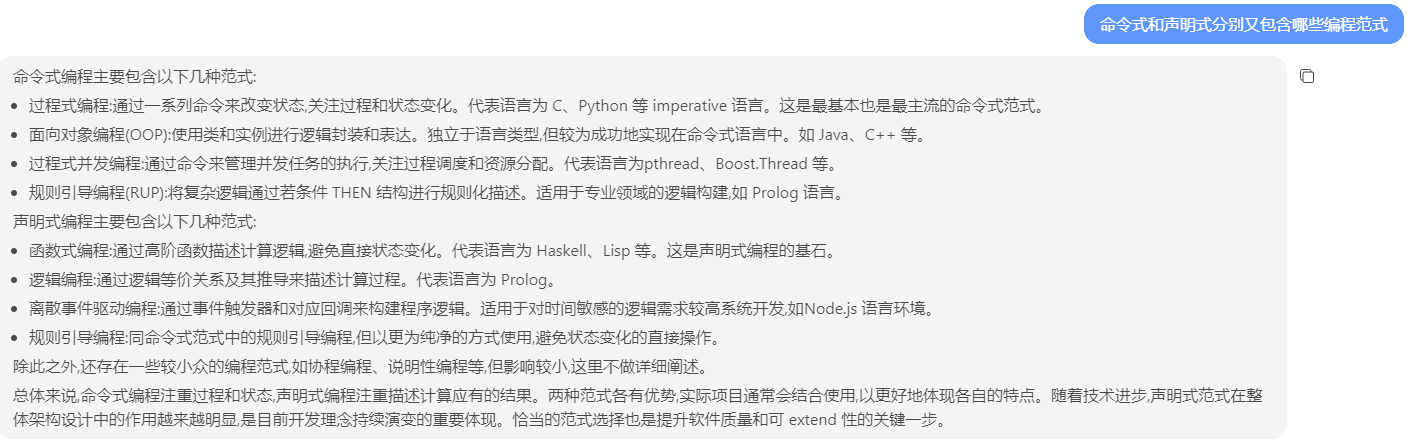 命令式和声明式分别又包含哪些编程范式
命令式编程主要包含以下几种范式:
• 过程式编程:通过一系列命令来改变状态,关注过程和状态变化。代表语言为 C、Python 等 imperative 语言。这是最基本也是最主流的命令式范式。
• 面向对象编程(OOP):使用类和实例进行逻辑封装和表达。独立于语言类型,但较为成功地实现在命令式语言中。如 Java、C++ 等。
• 过程式并发编程:通过命令来管理并发任务的执行,关注过程调度和资源分配。代表语言为pthread、Boost.Thread 等。
• 规则引导编程(RUP):将复杂逻辑通过若条件 THEN 结构进行规则化描述。适用于专业领域的逻辑构建,如 Prolog 语言。
声明式编程主要包含以下几种范式:
• 函数式编程:通过高阶函数描述计算逻辑,避免直接状态变化。代表语言为 Haskell、Lisp 等。这是声明式编程的基石。
• 逻辑编程:通过逻辑等价关系及其推导来描述计算过程。代表语言为 Prolog。
• 离散事件驱动编程:通过事件触发器和对应回调来构建程序逻辑。适用于对时间敏感的逻辑需求较高系统开发,如Node.js 语言环境。
• 规则引导编程:同命令式范式中的规则引导编程,但以更为纯净的方式使用,避免状态变化的直接操作。
除此之外,还存在一些较小众的编程范式,如协程编程、说明性编程等,但影响较小,这里不做详细阐述。
总体来说,命令式编程注重过程和状态,声明式编程注重描述计算应有的结果。两种范式各有优势,实际项目通常会结合使用,以更好地体现各自的特点。随着技术进步,声明式范式在整
体架构设计中的作用越来越明显,是目前开发理念持续演变的重要体现。恰当的范式选择也是提升软件质量和可 extend 性的关键一步。